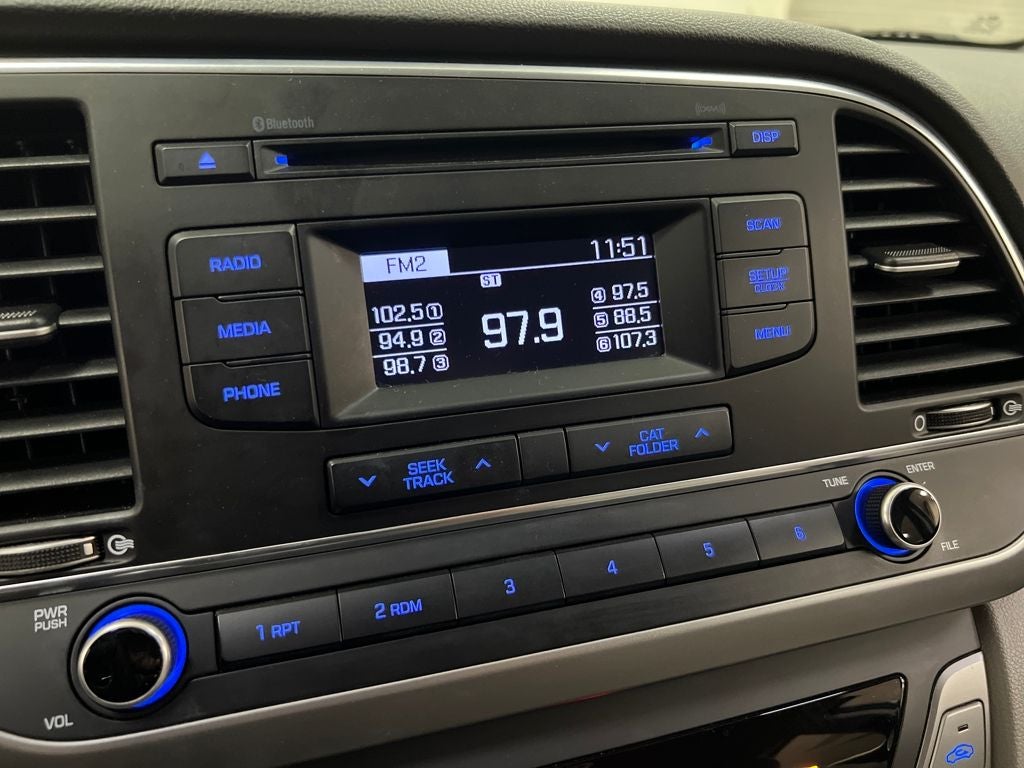 Bluetooth
(((XM)))
DISP
RADIO
MEDIA
PHONE
SCAN
SETUP
CLOCK
MENU
FM2
11:51
ST
102.5 1
94.9 2
98.7 3
97.9
4 97.5
5 88.5
6 107.3
SEEK
TRACK
CAT
FOLDER
TUNE
ENTER
FILE
PWR
PUSH
VOL
1 RPT
2 RDM
3
4
5
6
0